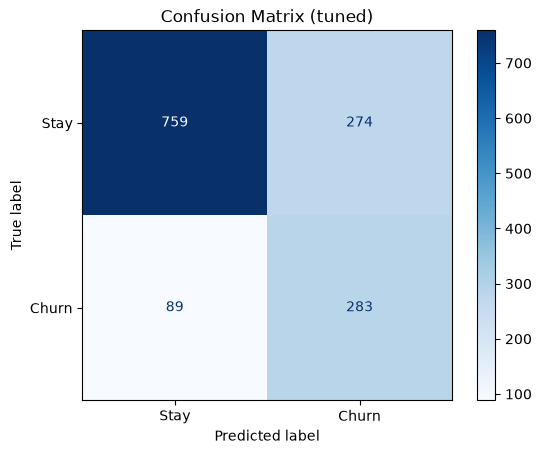 Confusion Matrix (tuned)
True label
Stay
759
274
Churn
89
283
Stay
Churn
Predicted label
700
600
500
400
300
200
100